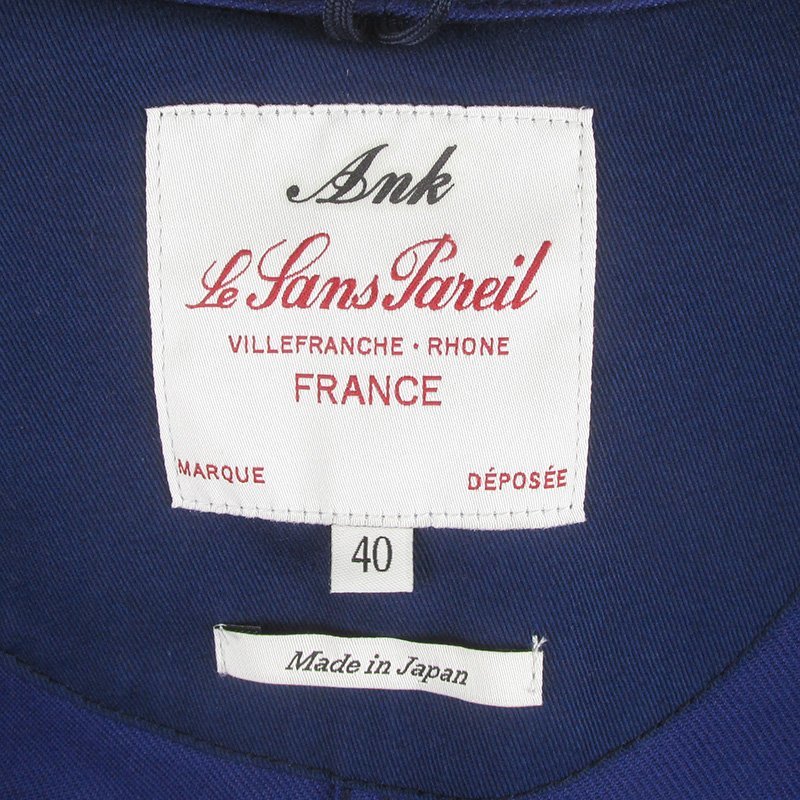 Ank
Le Sans Pareil
VILLEFRANCHE · RHONE
FRANCE
MARQUE DÉPOSÉE
40
Made in Japan